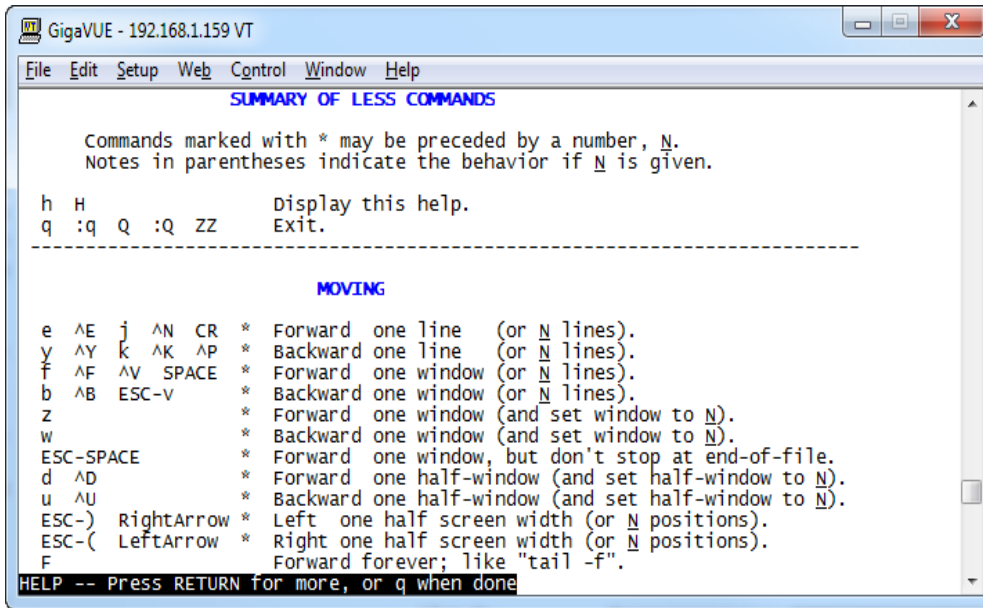 GigaVUE - 192.168.1.159 VT
File Edit Setup Web Control Window Help
SUMMARY OF LESS COMMANDS
Commands marked with * may be preceded by a number, N.
Notes in parentheses indicate the behavior if N is given.
h H Display this help.
q :q Q :Q ZZ Exit.
---------------------------------------------------------------------------
MOVING
e ^E j ^N CR * Forward one line (or N lines).
y ^Y k ^K ^P * Backward one line (or N lines).
f ^F ^V SPACE * Forward one window (or N lines).
b ^B ESC-v * Backward one window (or N lines).
z * Forward one window (and set window to N).
w * Backward one window (and set window to N).
ESC-SPACE * Forward one window, but don't stop at end-of-file.
d ^D * Forward one half-window (and set half-window to N).
u ^U * Backward one half-window (and set half-window to N).
ESC-) RightArrow * Left one half screen width (or N positions).
ESC-( LeftArrow * Right one half screen width (or N positions).
F Forward forever; like "tail -f".
HELP -- Press RETURN for more, or q when done